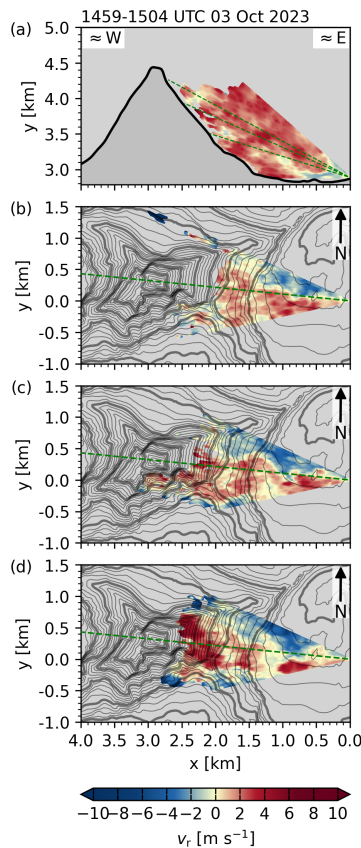 1459-1504 UTC 03 Oct 2023
(a)
≈ W
≈ E
5.0
4.5
4.0
3.5
3.0
y [km]
(b)
N
1.5
1.0
0.5
0.0
-0.5
-1.0
y [km]
(c)
N
1.5
1.0
0.5
0.0
-0.5
-1.0
y [km]
(d)
N
1.5
1.0
0.5
0.0
-0.5
-1.0
y [km]
4.0 3.5 3.0 2.5 2.0 1.5 1.0 0.5 0.0
x [km]
−10 −8 −6 −4 −2 0 2 4 6 8 10
vr [m s⁻¹]